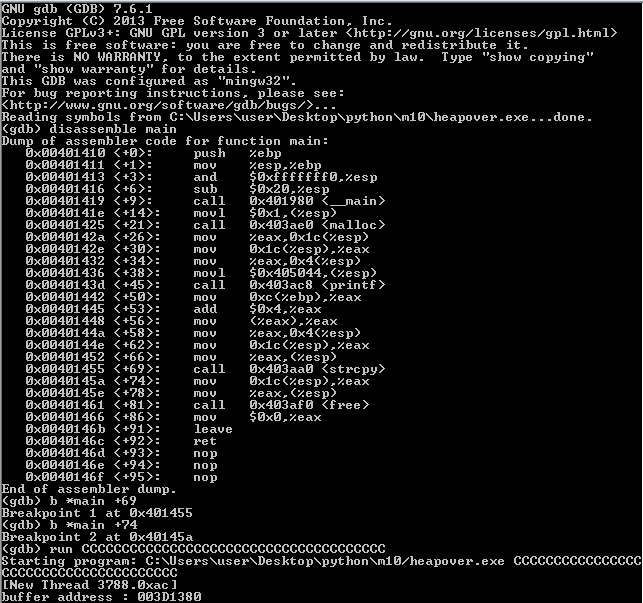 GNU gdb (GDB) 7.6.1
Copyright (C) 2013 Free Software Foundation, Inc.
License GPLv3+: GNU GPL version 3 or later <http://gnu.org/licenses/gpl.html>
This is free software: you are free to change and redistribute it.
There is NO WARRANTY, to the extent permitted by law.  Type "show copying"
and "show warranty" for details.
This GDB was configured as "mingw32".
For bug reporting instructions, please see:
<http://www.gnu.org/software/gdb/bugs/>...
Reading symbols from C:\Users\user\Desktop\python\m10\heapover.exe...done.
(gdb) disassemble main
Dump of assembler code for function main:
   0x00401410 <+0>:     push   %ebp
   0x00401411 <+1>:     mov    %esp,%ebp
   0x00401413 <+3>:     and    $0xfffffff0,%esp
   0x00401416 <+6>:     sub    $0x20,%esp
   0x00401419 <+9>:     call   0x401980 <__main>
   0x0040141e <+14>:    movl   $0x1,(%esp)
   0x00401425 <+21>:    call   0x403ae0 <malloc>
   0x0040142a <+26>:    mov    %eax,0x1c(%esp)
   0x0040142e <+30>:    mov    0x1c(%esp),%eax
   0x00401432 <+34>:    mov    %eax,0x4(%esp)
   0x00401436 <+38>:    movl   $0x405044,(%esp)
   0x0040143d <+45>:    call   0x403ac8 <printf>
   0x00401442 <+50>:    mov    0xc(%ebp),%eax
   0x00401445 <+53>:    add    $0x4,%eax
   0x00401448 <+56>:    mov    (%eax),%eax
   0x0040144a <+58>:    mov    %eax,0x4(%esp)
   0x0040144e <+62>:    mov    0x1c(%esp),%eax
   0x00401452 <+66>:    mov    %eax,(%esp)
   0x00401455 <+69>:    call   0x403aa0 <strcpy>
   0x0040145a <+74>:    mov    0x1c(%esp),%eax
   0x0040145e <+78>:    mov    %eax,(%esp)
   0x00401461 <+81>:    call   0x403af0 <free>
   0x00401466 <+86>:    mov    $0x0,%eax
   0x0040146b <+91>:    leave
   0x0040146c <+92>:    ret
   0x0040146d <+93>:    nop
   0x0040146e <+94>:    nop
   0x0040146f <+95>:    nop
End of assembler dump.
(gdb) b *main +69
Breakpoint 1 at 0x401455
(gdb) b *main +74
Breakpoint 2 at 0x40145a
(gdb) run CCCCCCCCCCCCCCCCCCCCCCCCCCCCCCCCCCCCCC
Starting program: C:\Users\user\Desktop\python\m10/heapover.exe CCCCCCCCCCCCCCCC
CCCCCCCCCCCCCCCCCCCCCC
[New Thread 3788.0xac]
buffer address : 003D1380